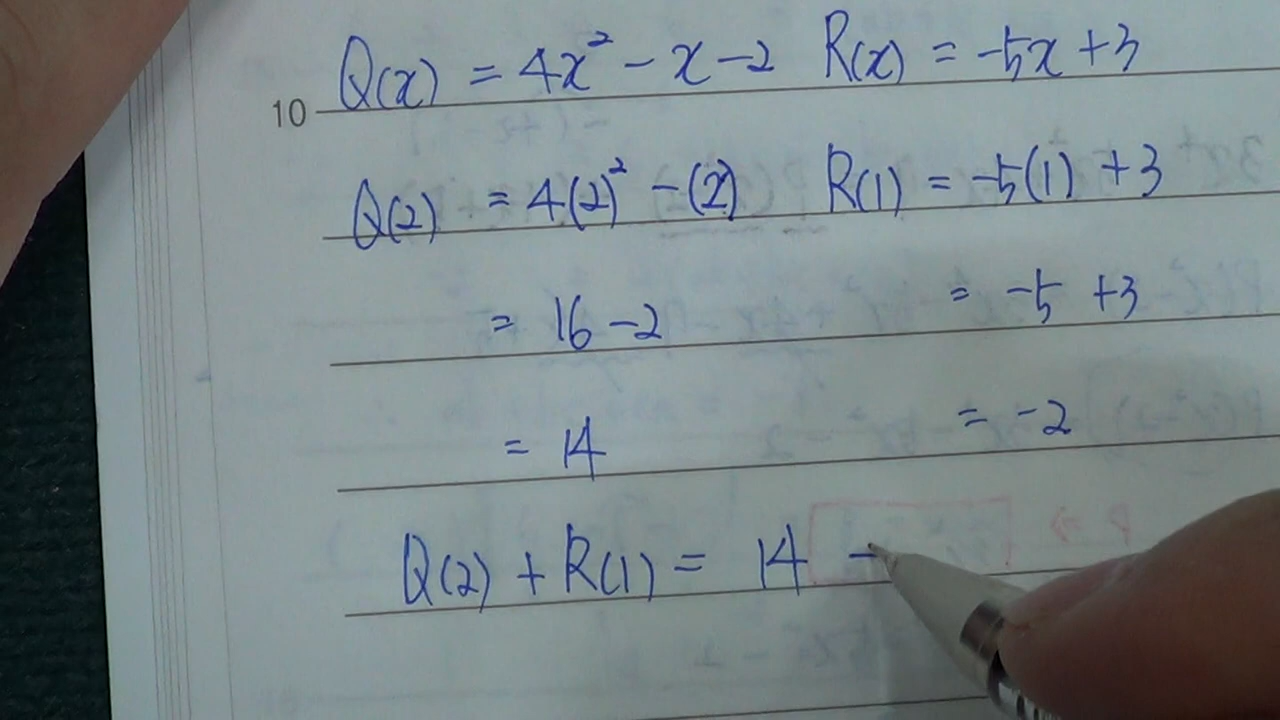 Q(x) = 4x² - x - 2 R(x) = -5x + 3
10
Q(2) = 4(2)² - (2) R(1) = -5(1) + 3
= 16 - 2 = -5 + 3
= 14 = -2
Q(2) + R(1) = 14 -